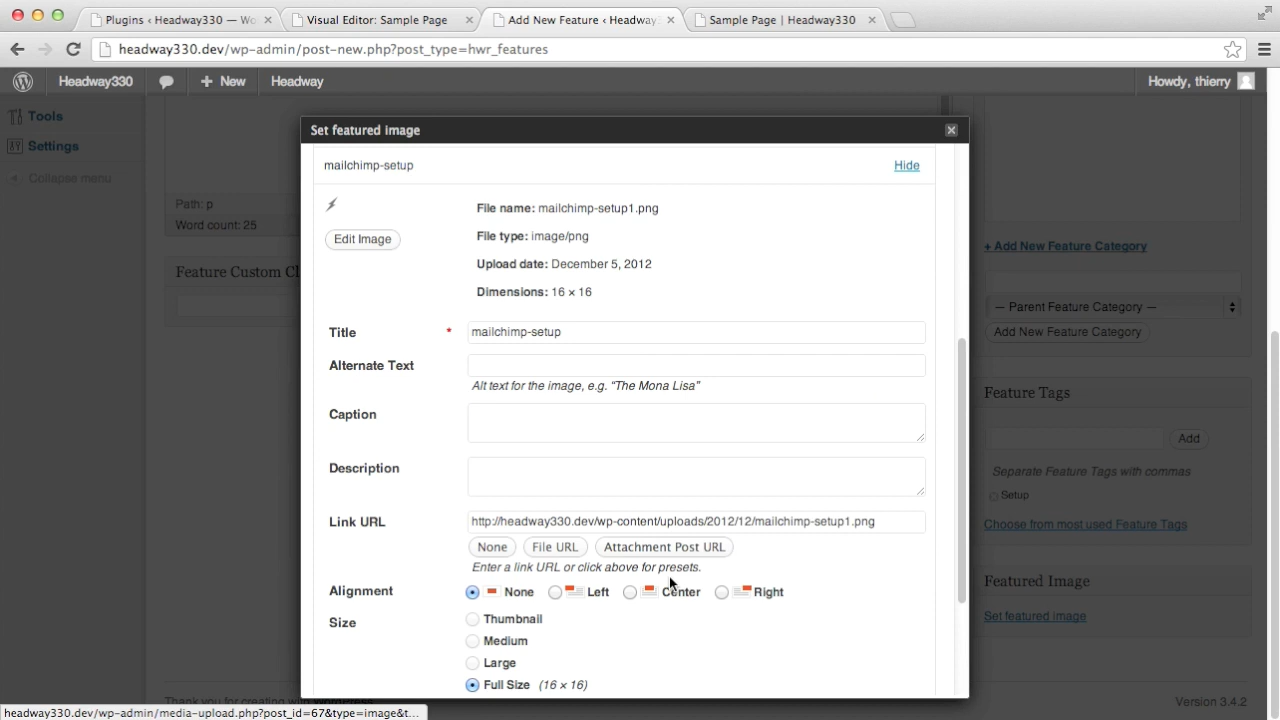 Plugins ‹ Headway330 — Wo
Visual Editor: Sample Page
Add New Feature ‹ Headway
Sample Page | Headway330
headway330.dev/wp-admin/post-new.php?post_type=hwr_features
Headway330
New
Headway
Howdy, thierry
Tools
Settings
Collapse menu
Path: p
Word count: 25
Feature Custom Cl
Set featured image
mailchimp-setup
Hide
Edit Image
File name: mailchimp-setup1.png
File type: image/png
Upload date: December 5, 2012
Dimensions: 16 × 16
Title * mailchimp-setup
Alternate Text
Alt text for the image, e.g. “The Mona Lisa”
Caption
Description
Link URL http://headway330.dev/wp-content/uploads/2012/12/mailchimp-setup1.png
None File URL Attachment Post URL
Enter a link URL or click above for presets.
Alignment None Left Center Right
Size Thumbnail
Medium
Large
Full Size (16 × 16)
+ Add New Feature Category
— Parent Feature Category —
Add New Feature Category
Feature Tags
Add
Separate Feature Tags with commas
Setup
Choose from most used Feature Tags
Featured Image
Set featured image
Thank you for creating with WordPress
Version 3.4.2
headway330.dev/wp-admin/media-upload.php?post_id=67&type=image&t...